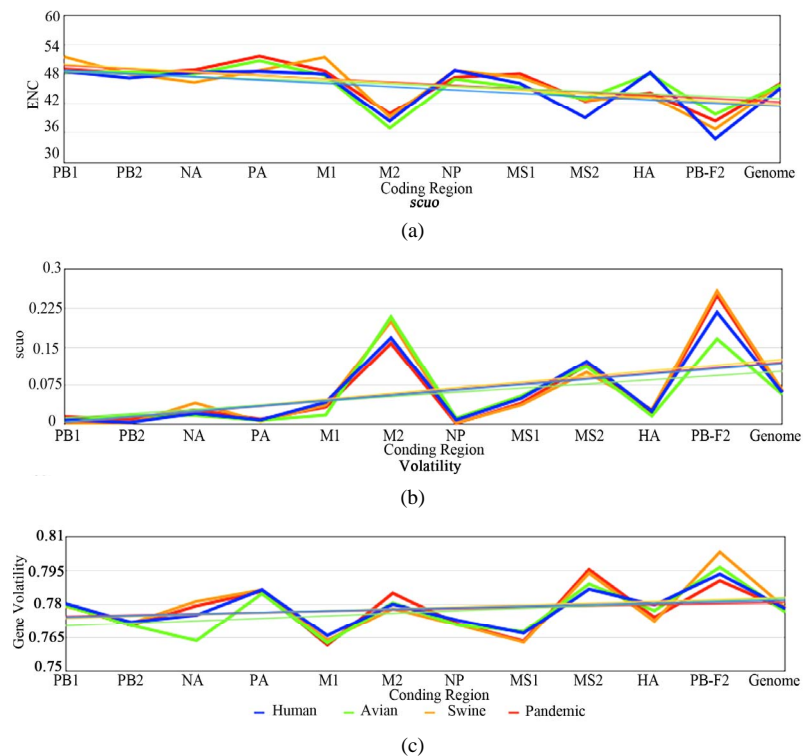 60
54
48
42
36
30
ENC
PB1 PB2 NA PA M1 M2 NP MS1 MS2 HA PB-F2 Genome
Coding Region
scuo
(a)
0.3
0.225
0.15
0.075
0
scuo
PB1 PB2 NA PA M1 M2 NP MS1 MS2 HA PB-F2 Genome
Conding Region
Volatility
(b)
0.81
0.795
0.78
0.765
0.75
Gene Volatility
PB1 PB2 NA PA M1 M2 NP MS1 MS2 HA PB-F2 Genome
Conding Region
Human Avian Swine Pandemic
(c)